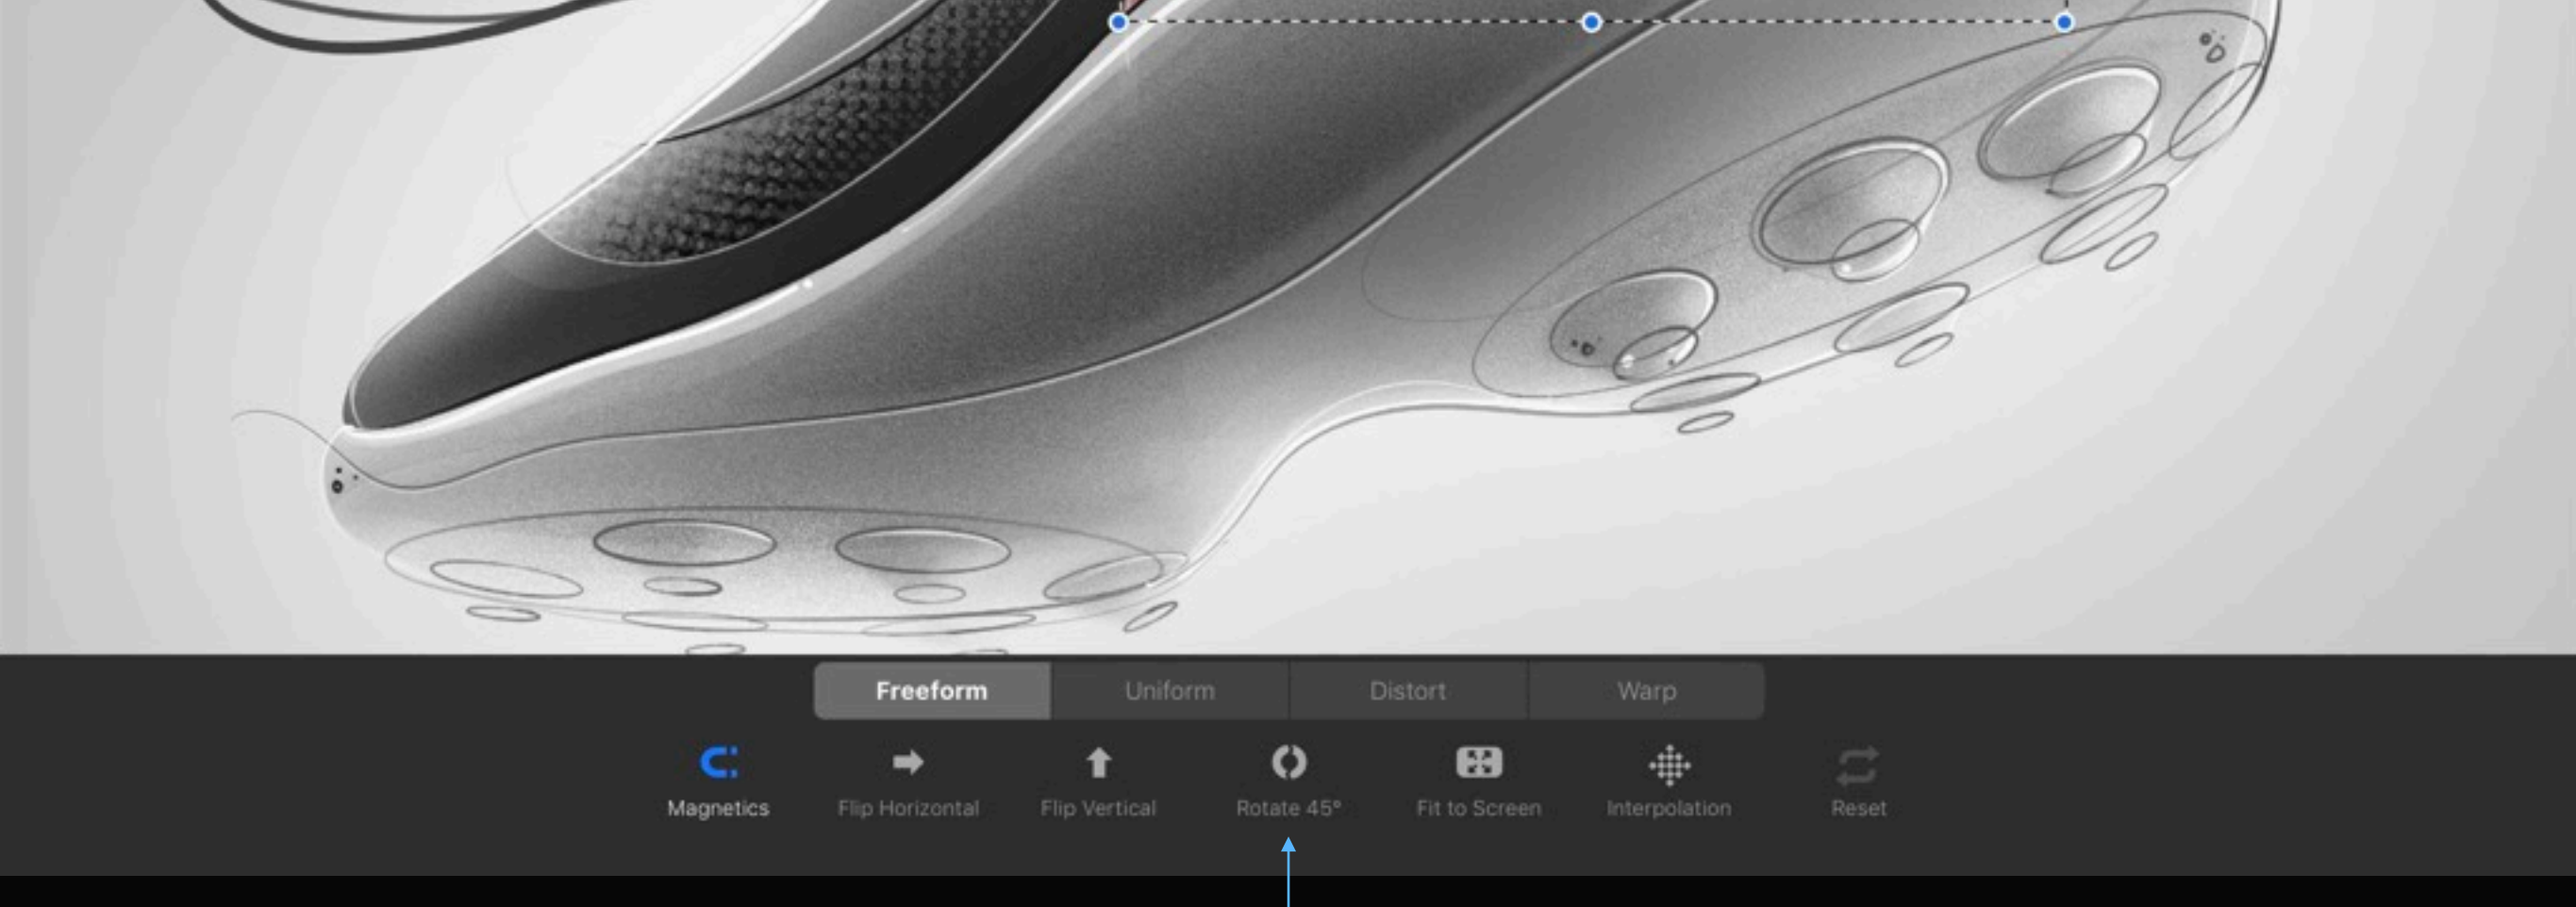 Freeform Uniform Distort Warp
Magnetics Flip Horizontal Flip Vertical Rotate 45° Fit to Screen Interpolation Reset